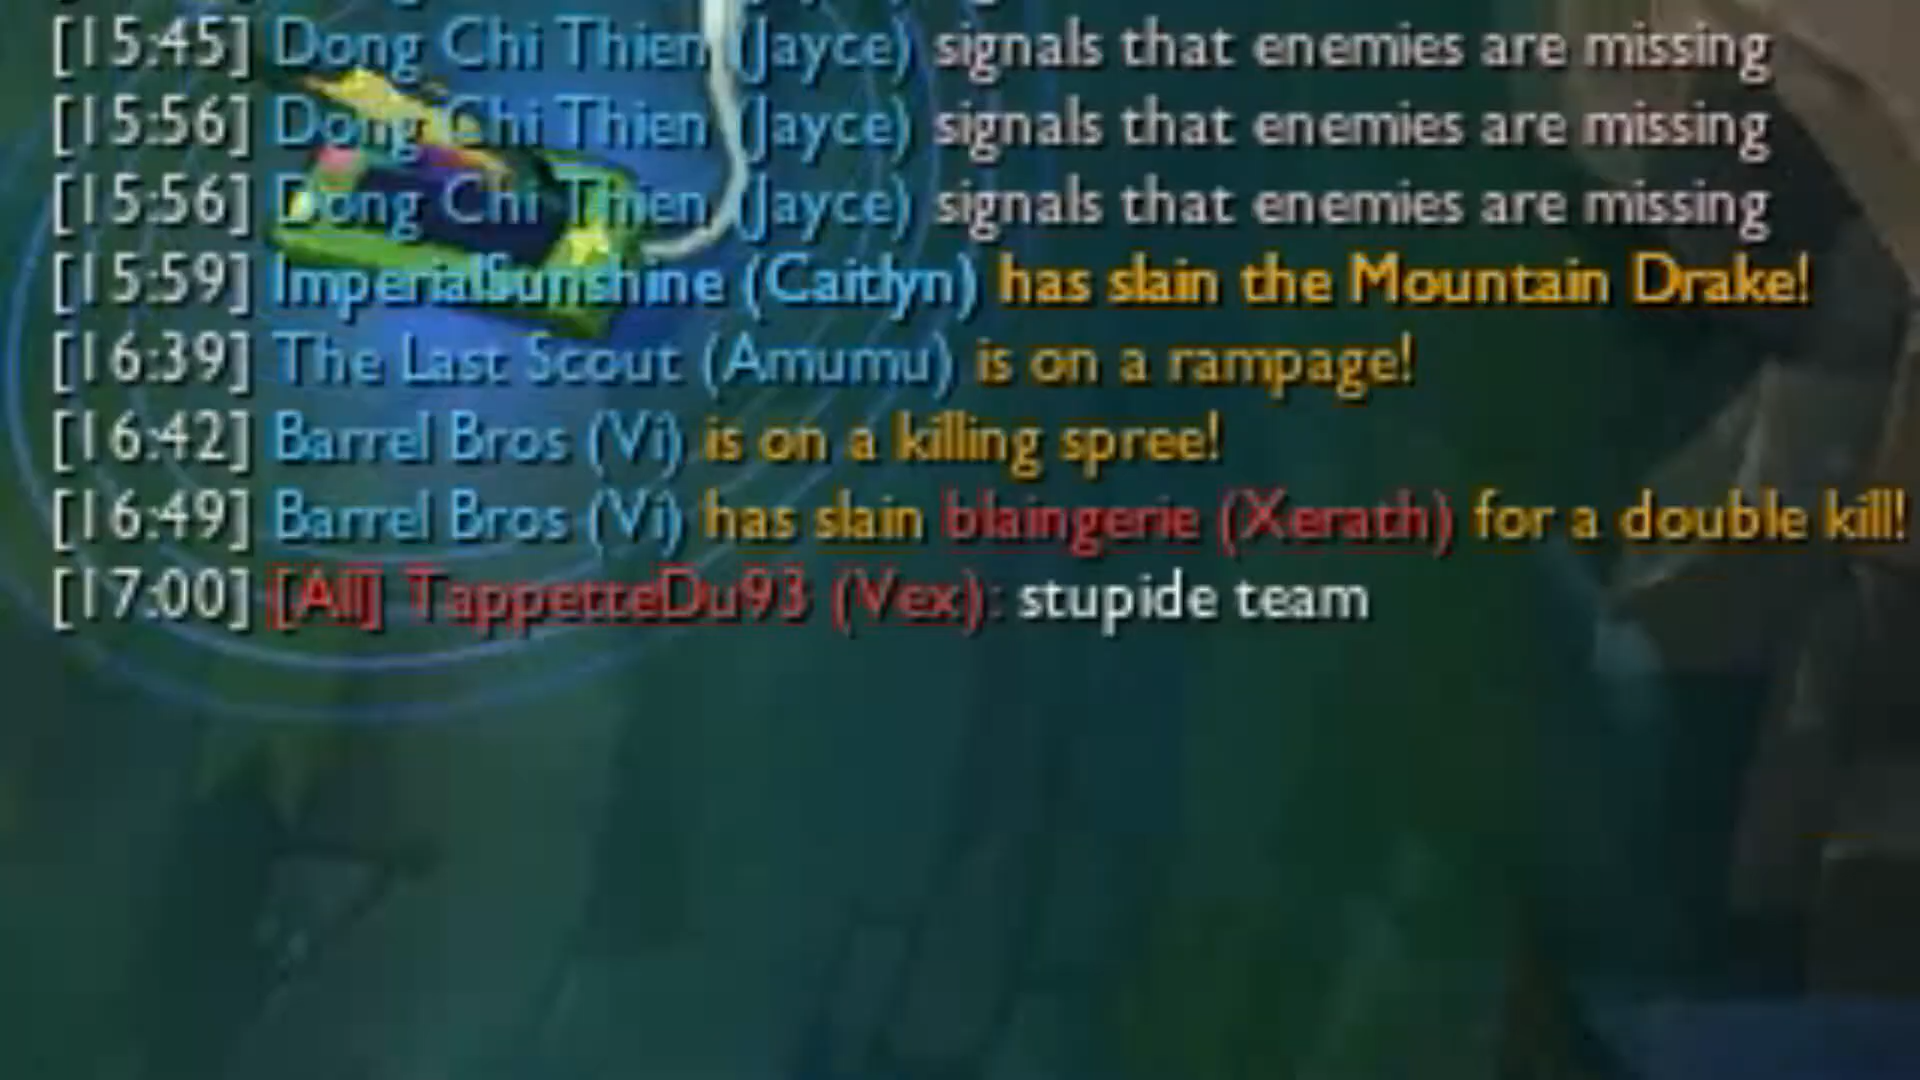 [15:45] Dong Chi Thien (Jayce) signals that enemies are missing
[15:56] Dong Chi Thien (Jayce) signals that enemies are missing
[15:56] Dong Chi Thien (Jayce) signals that enemies are missing
[15:59] ImperialSunshine (Caitlyn) has slain the Mountain Drake!
[16:39] The Last Scout (Amumu) is on a rampage!
[16:42] Barrel Bros (Vi) is on a killing spree!
[16:49] Barrel Bros (Vi) has slain blaingerie (Xerath) for a double kill!
[17:00] [All] TappetteDu93 (Vex): stupide team